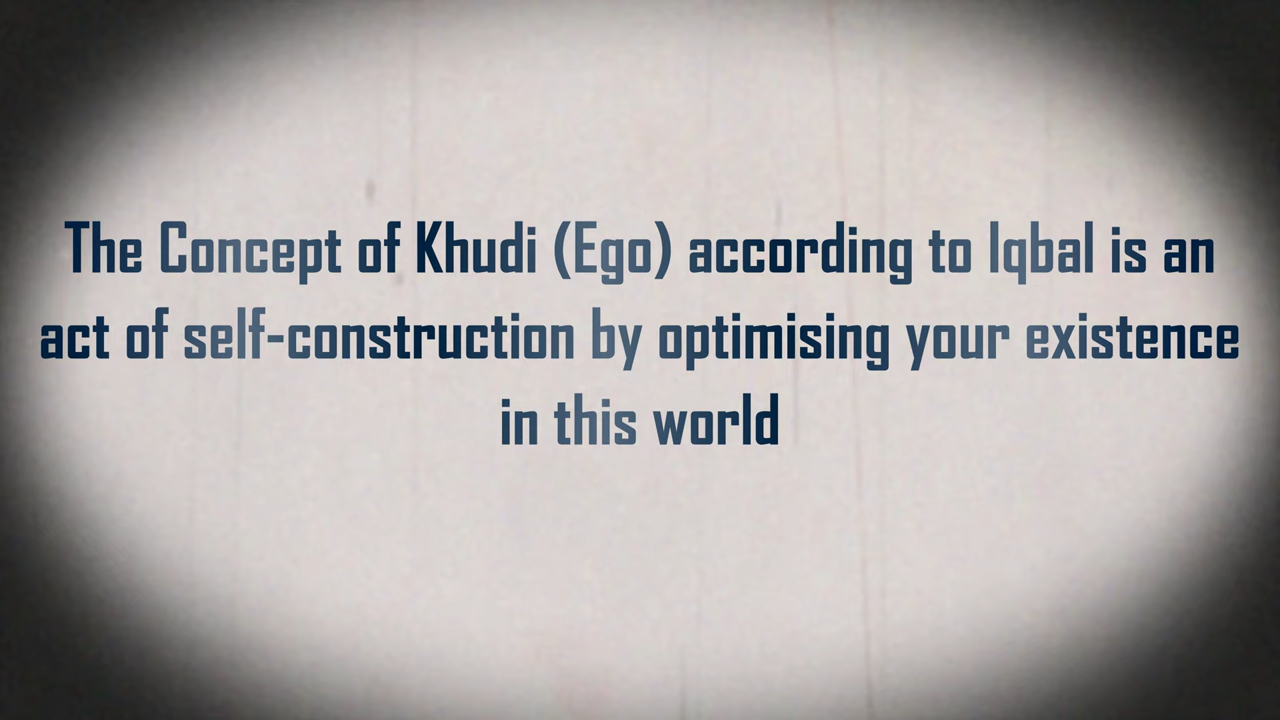 The Concept of Khudi (Ego) according to Iqbal is an
act of self-construction by optimising your existence
in this world